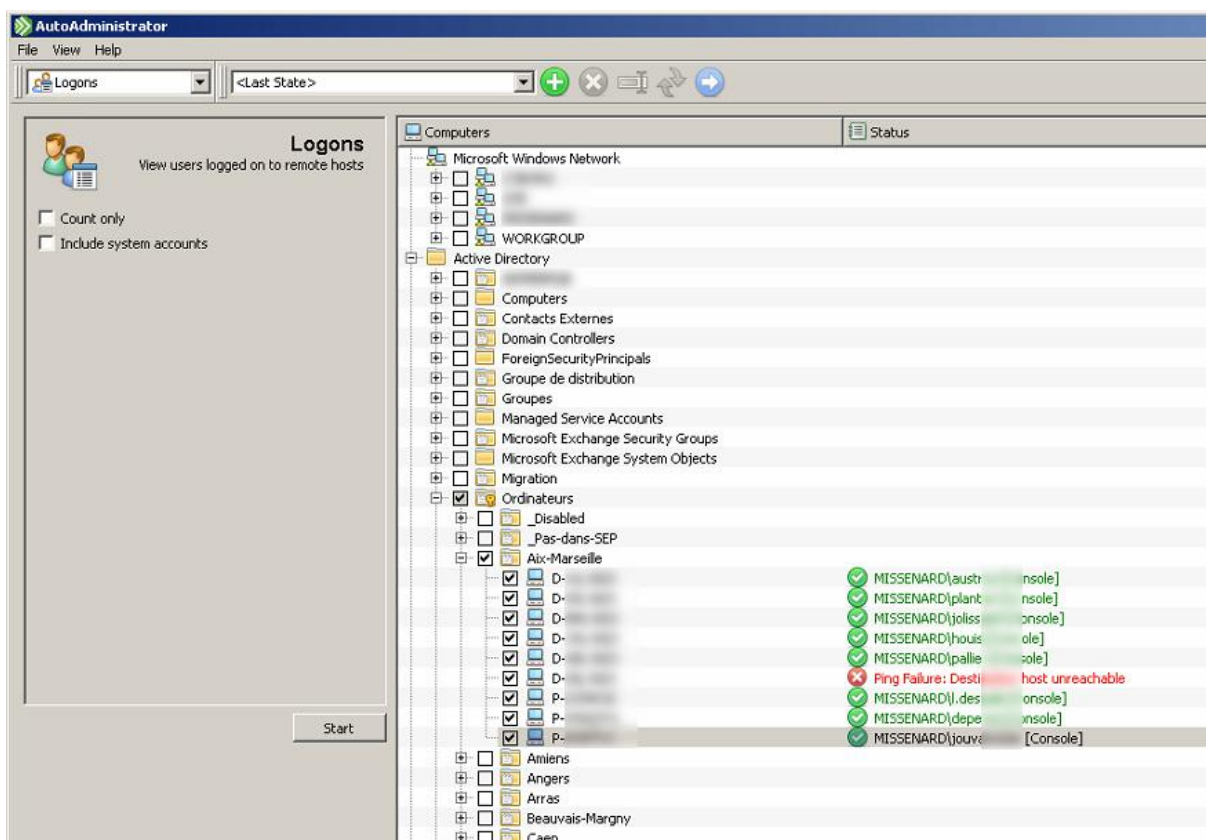 AutoAdministrator
File View Help
Logons
<Last State>
Logons
View users logged on to remote hosts
Count only
Include system accounts
Start
Computers Status
Microsoft Windows Network
WORKGROUP
Active Directory
Computers
Contacts Externes
Domain Controllers
ForeignSecurityPrincipals
Groupe de distribution
Groupes
Managed Service Accounts
Microsoft Exchange Security Groups
Microsoft Exchange System Objects
Migration
Ordinateurs
_Disabled
_Pas-dans-SEP
Aix-Marseille
D- MISSENARD\austr nsole]
D- MISSENARD\plant nsole]
D- MISSENARD\joliss onsole]
D- MISSENARD\houis ole]
D- MISSENARD\pallie sole]
D- Ping Failure: Desti host unreachable
P- MISSENARD\l.des onsole]
P- MISSENARD\depe nsole]
P- MISSENARD\jouva [Console]
Amiens
Angers
Arras
Beauvais-Margny
Caen